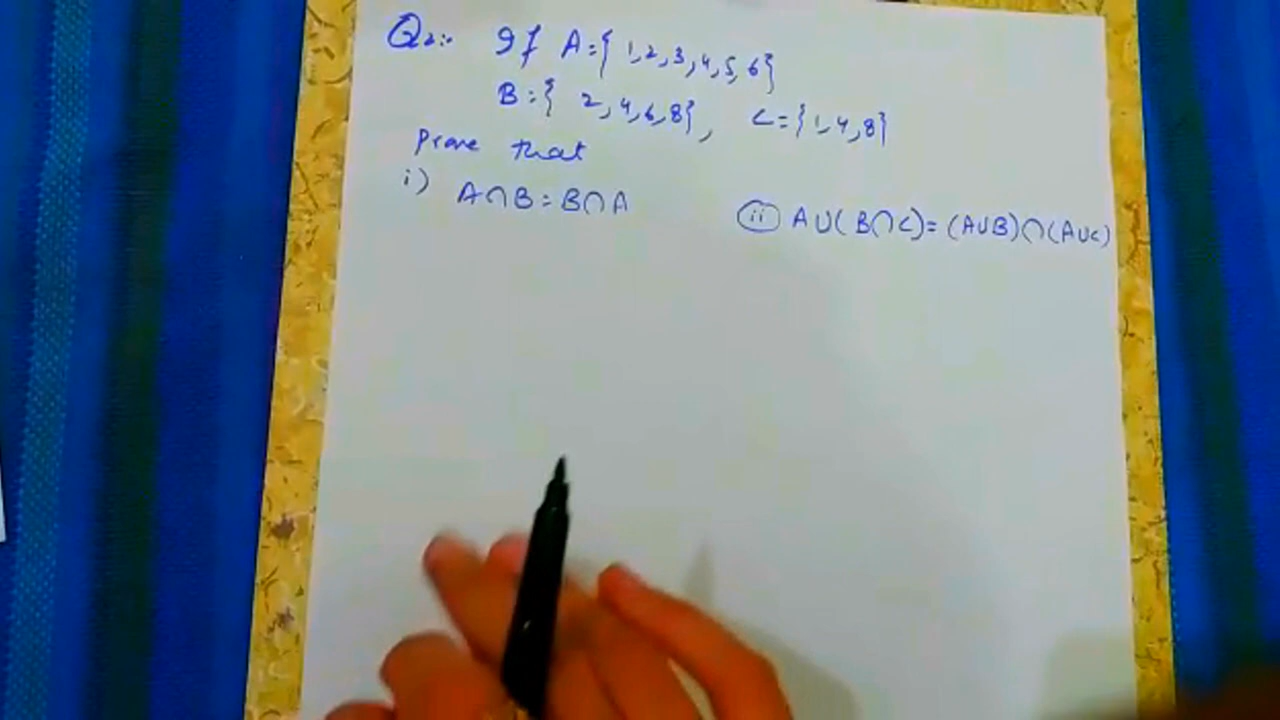 Q2:- If A={ 1,2,3,4,5,6}
B={ 2,4,6,8}, C={1,4,8}
Prove that
i) A∩B=B∩A (ii) A∪(B∩C)=(A∪B)∩(A∪C)